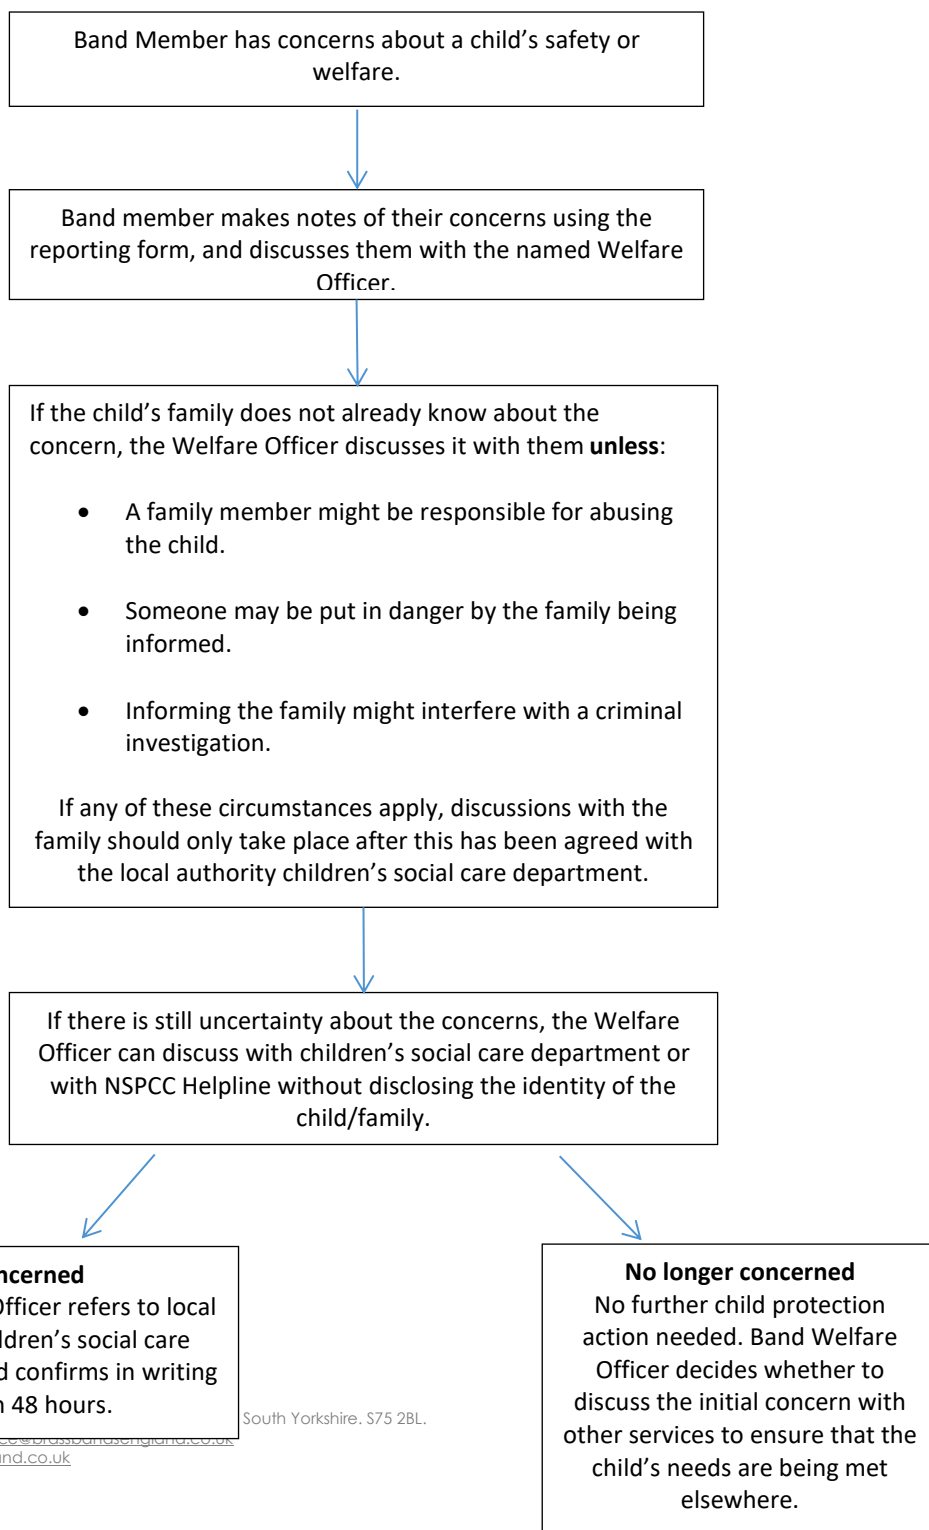 Band Member has concerns about a child’s safety or
welfare.
Band member makes notes of their concerns using the
reporting form, and discusses them with the named Welfare
Officer.
If the child’s family does not already know about the
concern, the Welfare Officer discusses it with them unless:
• A family member might be responsible for abusing
the child.
• Someone may be put in danger by the family being
informed.
• Informing the family might interfere with a criminal
investigation.
If any of these circumstances apply, discussions with the
family should only take place after this has been agreed with
the local authority children’s social care department.
If there is still uncertainty about the concerns, the Welfare
Officer can discuss with children’s social care department or
with NSPCC Helpline without disclosing the identity of the
child/family.
Officer refers to local
social care
confirms in writing
48 hours.
No longer concerned
No further child protection
action needed. Band Welfare
Officer decides whether to
discuss the initial concern with
other services to ensure that the
child’s needs are being met
elsewhere.
South Yorkshire. S75 2BL.